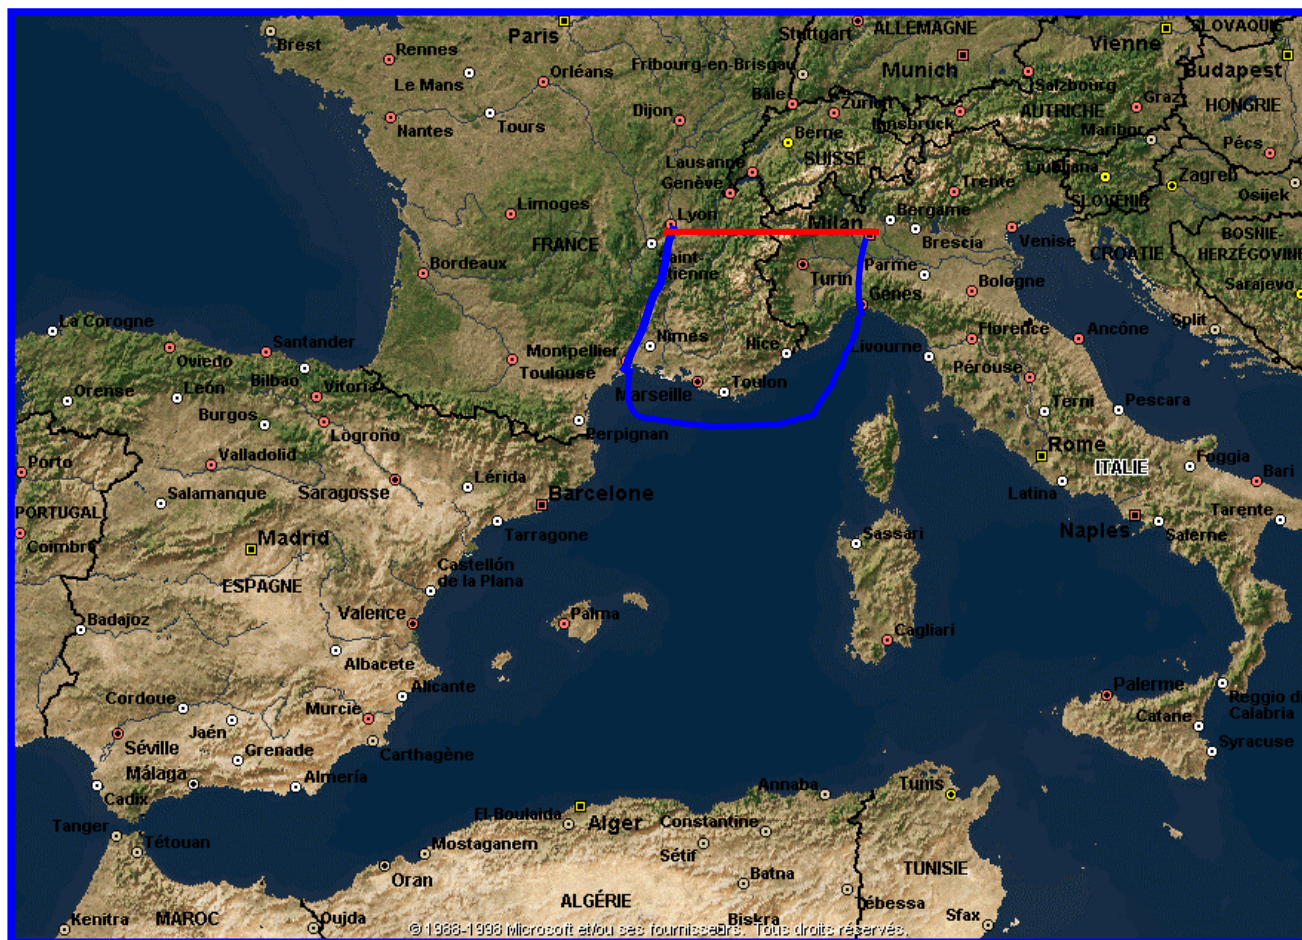 Brest
Paris
Stuttgart
ALLEMAGNE
Vienne
SLOVAQUIE
Rennes
Le Mans
Orléans
Fribourg-en-Brisgau
Munich
Salzbourg
Budapest
Nantes
Tours
Dijon
Bâle
Zurich
Innsbruck
AUTRICHE
Graz
HONGRIE
Berne
SUISSE
Maribor
Pécs
Lausanne
Genève
Trente
Ljubljana
SLOVÉNIE
Zagreb
Osijek
Limoges
Lyon
Milan
Bergame
FRANCE
Brescia
Venise
CROATIE
BOSNIE-
HERZÉGOVINE
Saint-
Étienne
Bordeaux
Turin
Parme
Bologne
Sarajevo
Gênes
La Corogne
Santander
Oviedo
Montpellier
Nîmes
Nice
Livourne
Florence
Ancône
Split
Orense
León
Bilbao
Vitoria
Toulouse
Marseille
Toulon
Pérouse
Burgos
Logroño
Perpignan
Terni
Pescara
Porto
Valladolid
Lérida
Rome
ITALIE
Foggia
Bari
Salamanque
Saragosse
Barcelone
Latina
PORTUGAL
Coimbra
Madrid
Tarragone
Sassari
Naples
Salerne
Tarente
ESPAGNE
Castellón
de la Plana
Badajoz
Valence
Palma
Cagliari
Albacete
Alicante
Cordoue
Murcie
Palerme
Reggio di
Calabria
Séville
Jaén
Grenade
Carthagène
Catane
Syracuse
Málaga
Almería
Cadix
Annaba
Tunis
Tanger
El Boulaida
Alger
Constantine
Tétouan
Mostaganem
Sétif
Oran
Batna
TUNISIE
ALGÉRIE
Tébessa
Kenitra
MAROC
Oujda
Biskra
Sfax
© 1988-1998 Microsoft et/ou ses fournisseurs. Tous droits réservés.